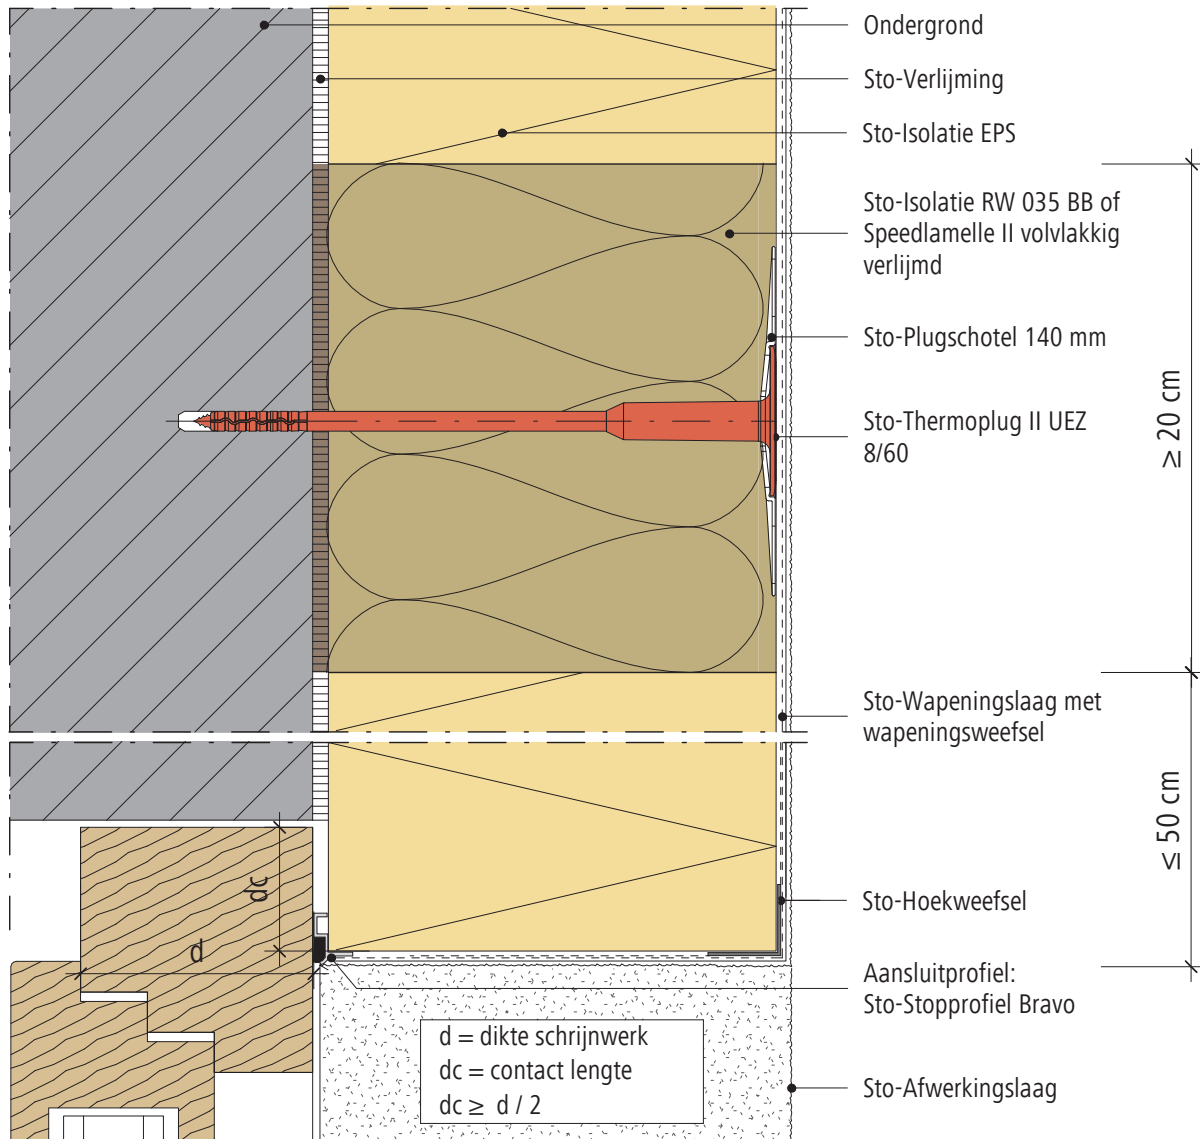 Ondergrond
Sto-Verlijming
Sto-Isolatie EPS
Sto-Isolatie RW 035 BB of
Speedlamelle II volvlakkig
verlijmd
Sto-Plugschotel 140 mm
≥ 20 cm
Sto-Thermoplug II UEZ
8/60
Sto-Wapeningslaag met
wapeningsweefsel
≤ 50 cm
dc
Sto-Hoekweefsel
d
Aansluitprofiel:
Sto-Stopprofiel Bravo
d = dikte schrijnwerk
dc = contact lengte
dc ≥ d / 2
Sto-Afwerkingslaag